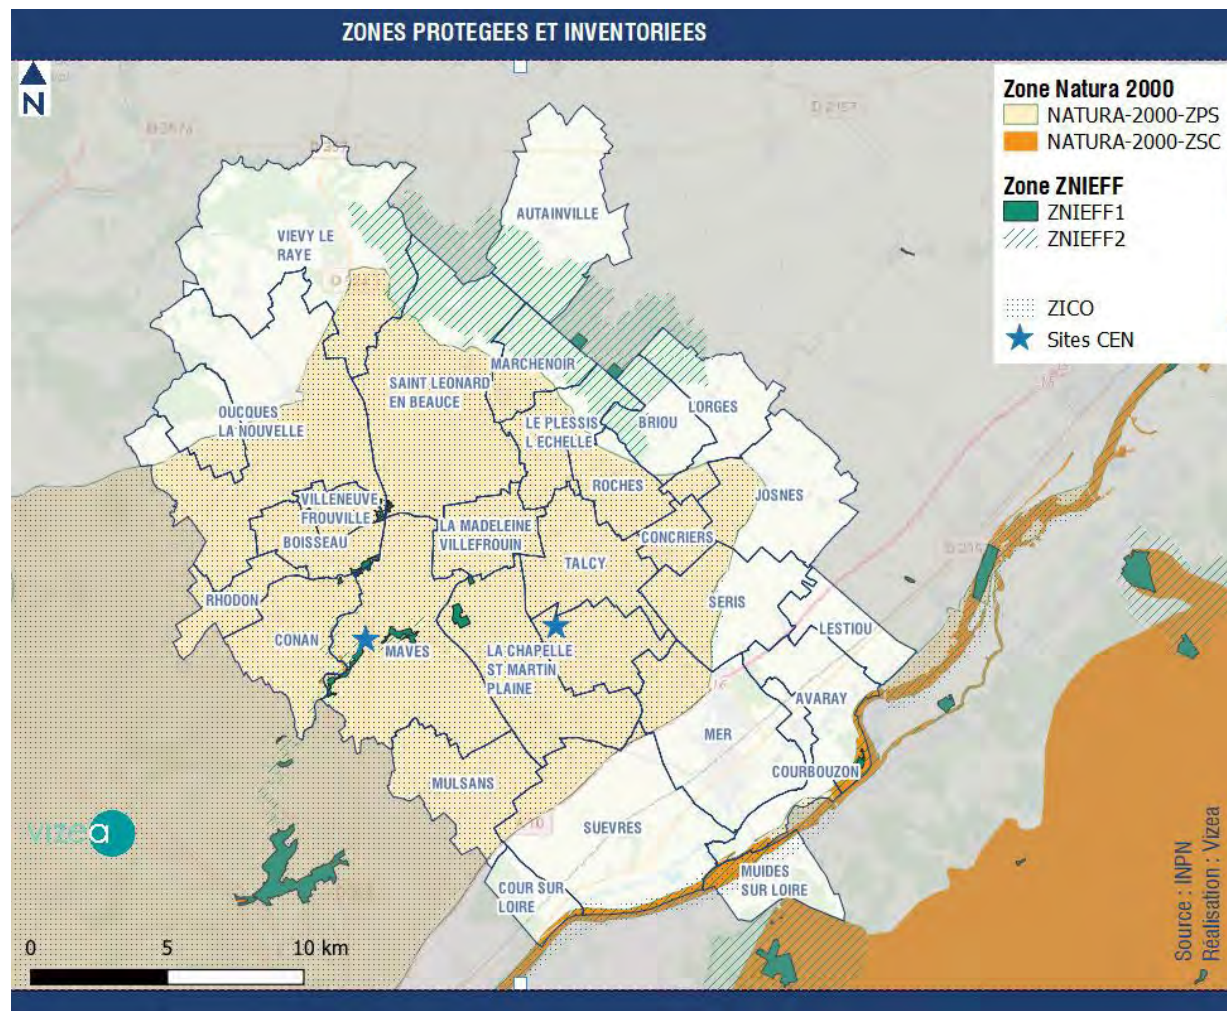 ZONES PROTEGEES ET INVENTORIEES
N
Zone Natura 2000
NATURA-2000-ZPS
NATURA-2000-ZSC
Zone ZNIEFF
ZNIEFF1
ZNIEFF2
ZICO
Sites CEN
D 2157
AUTAINVILLE
VIEVY LE
RAYE
MARCHENOIR
SAINT LEONARD
EN BEAUCE
LORGES
OUCQUES
LA NOUVELLE
LE PLESSIS
L'ECHELLE
BRIOU
ROCHES
JOSNES
VILLENEUVE
FROUVILLE
LA MADELEINE
VILLEFROUIN
BOISSEAU
CONCRIERS
TALCY
RHODON
SERIS
LESTIOU
CONAN
MAVES
LA CHAPELLE
ST MARTIN
PLAINE
AVARAY
MER
COURBOUZON
MULSANS
SUEVRES
MUIDES
SUR LOIRE
COUR SUR
LOIRE
vizea
0 5 10 km
Source : INPN
Réalisation : Vizea